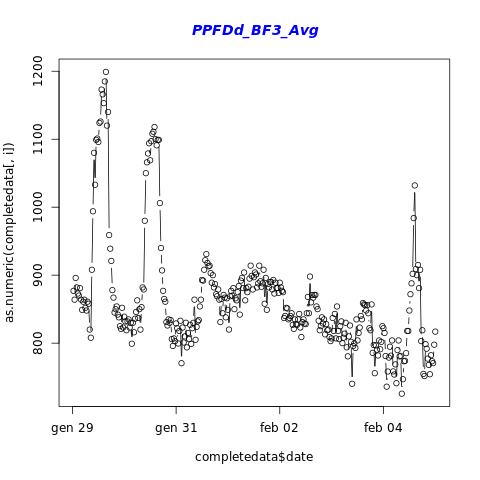 PPFDd_BF3_Avg
as.numeric(completedata[, i])
1200
1100
1000
900
800
gen 29
gen 31
feb 02
feb 04
completedata$date